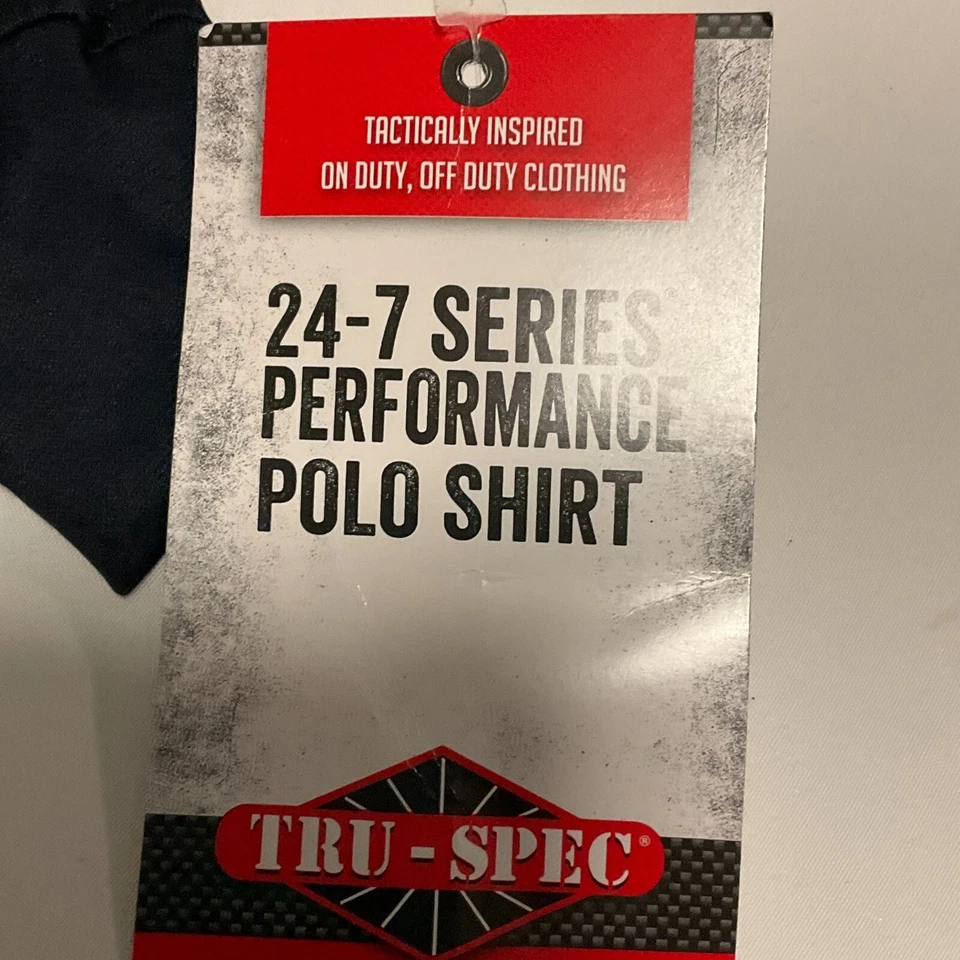 TACTICALLY INSPIRED
ON DUTY, OFF DUTY CLOTHING
24-7 SERIES®
PERFORMANCE
POLO SHIRT
TRU-SPEC®